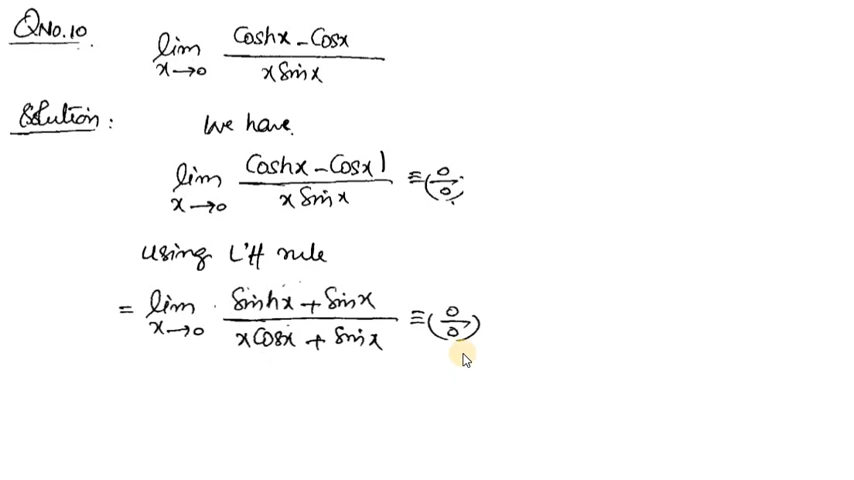 QNo.10.
lim x→0 (Coshx - Cosx) / (x Sinx)
Solution: We have.
lim x→0 (Coshx - Cosx) / (x Sinx) ≡ (0/0)
using L'H rule
= lim x→0 (Sinhx + Sinx) / (x Cosx + Sinx) ≡ (0/0)